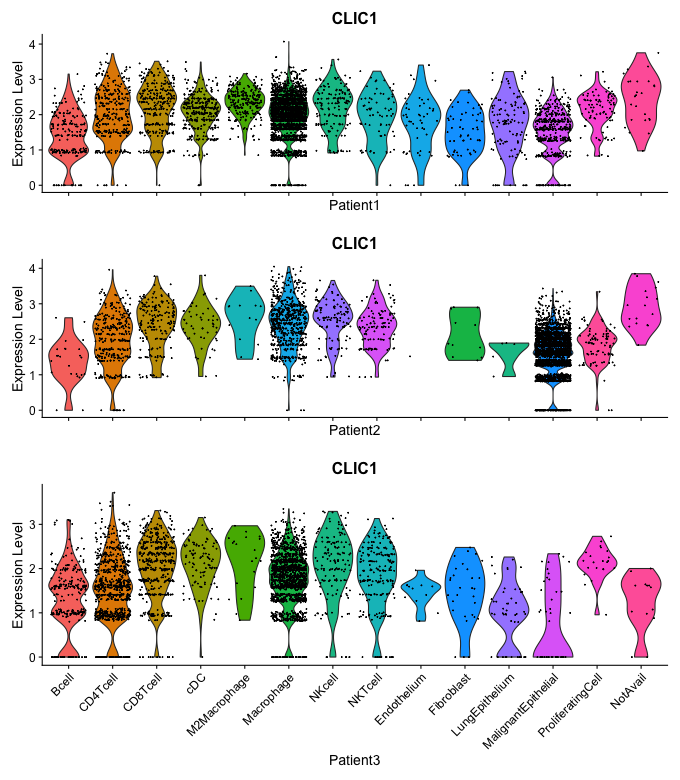 CLIC1
Expression Level
4
3
2
1
0
Patient1
CLIC1
Expression Level
4
3
2
1
0
Patient2
CLIC1
Expression Level
3
2
1
0
Bcell
CD4Tcell
CD8Tcell
cDC
M2Macrophage
Macrophage
NKcell
NKTcell
Endothelium
Fibroblast
LungEpithelium
MalignantEpithelial
ProliferatingCell
NotAvail
Patient3